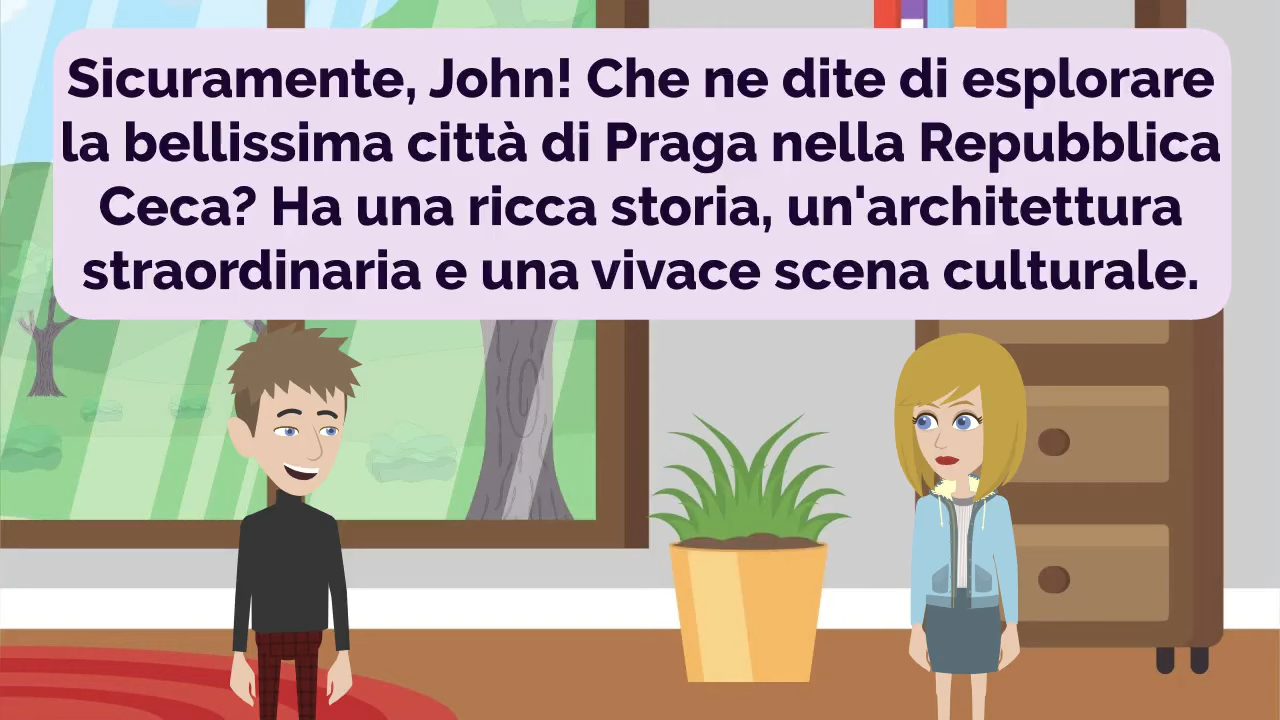 Sicuramente, John! Che ne dite di esplorare
la bellissima città di Praga nella Repubblica
Ceca? Ha una ricca storia, un'architettura
straordinaria e una vivace scena culturale.